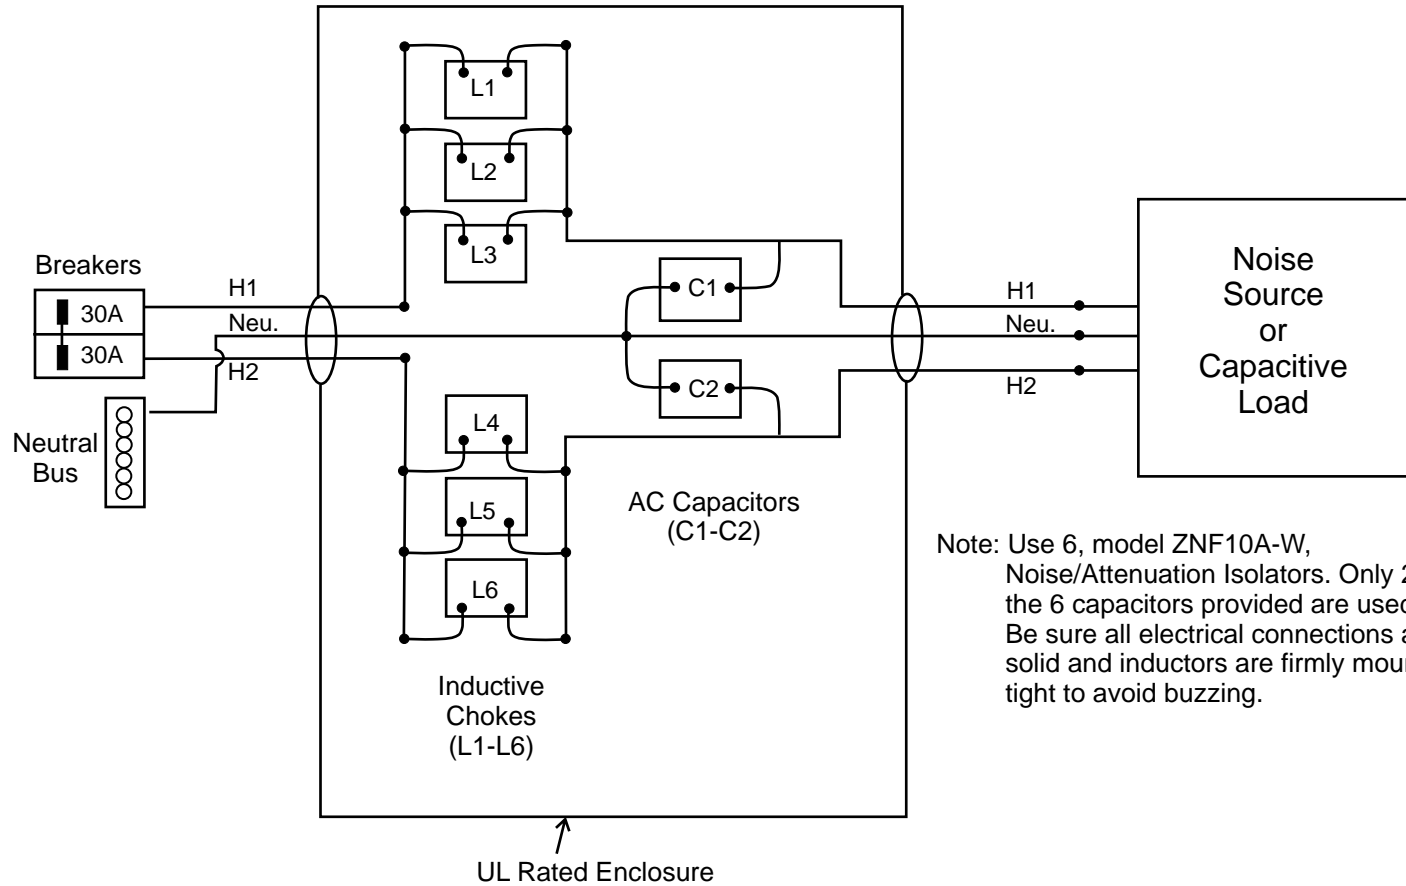 L1
L2
L3
Breakers
30A
30A
H1
Neu.
H2
Neutral
Bus
C1
C2
L4
L5
L6
AC Capacitors
(C1-C2)
Inductive
Chokes
(L1-L6)
H1
Neu.
H2
Noise
Source
or
Capacitive
Load
Note: Use 6, model ZNF10A-W,
Noise/Attenuation Isolators. Only
the 6 capacitors provided are
Be sure all electrical connections
solid and inductors are firmly
tight to avoid buzzing.
UL Rated Enclosure